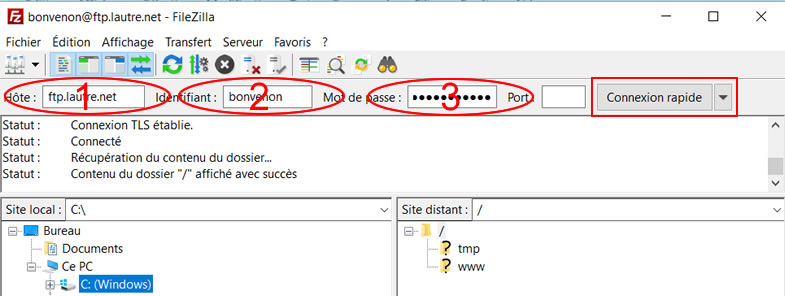 bonvenon@ftp.lautre.net - FileZilla
Fichier Édition Affichage Transfert Serveur Favoris ?
Hôte : ftp.lautre.net Identifiant : bonvenon Mot de passe : ●●●●●●●●●●● Port : Connexion rapide
1 2 3
Statut : Connexion TLS établie.
Statut : Connecté
Statut : Récupération du contenu du dossier...
Statut : Contenu du dossier "/" affiché avec succès
Site local : C:\ Site distant : /
Bureau /
Documents tmp
Ce PC www
C: (Windows)